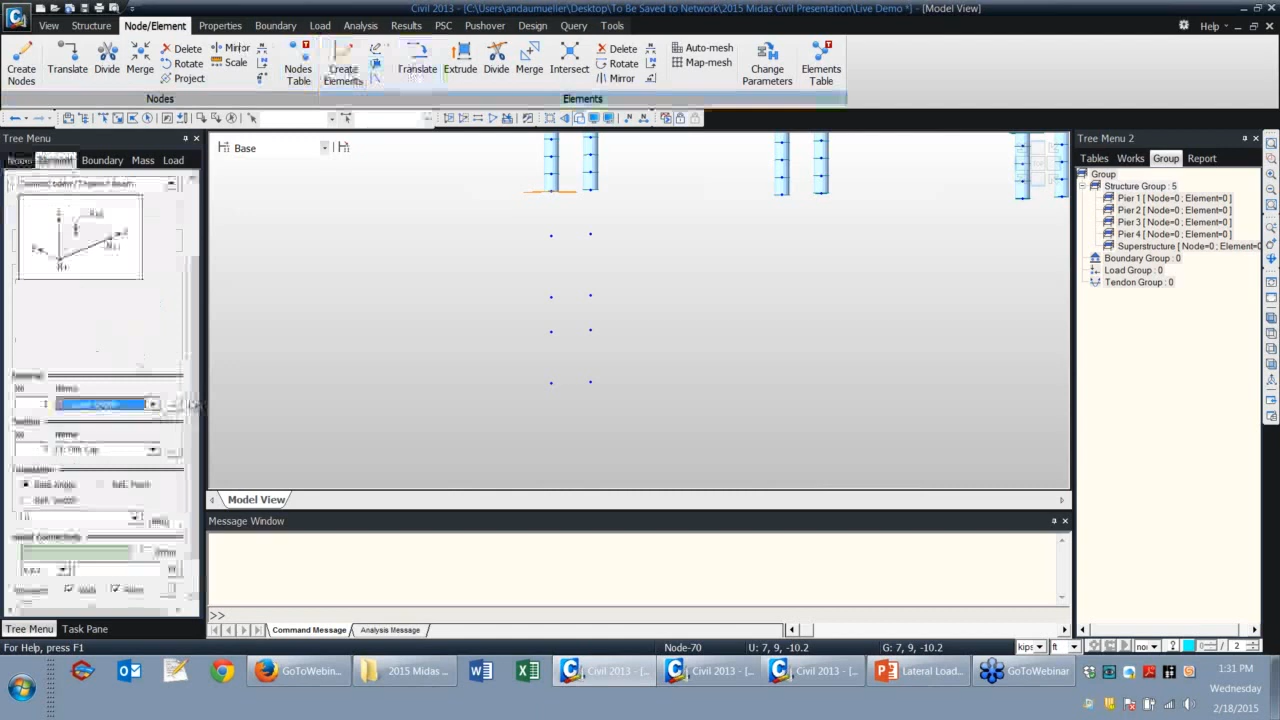 Civil 2013 - [C:\Users\andaumueller\Desktop\To Be Saved to Network\2015 Midas Civil Presentation\Live Demo *] - [Model View]
View Structure Node/Element Properties Boundary Load Analysis Results PSC Pushover Design Query Tools Help
Create Nodes
Translate
Divide
Merge
Delete
Rotate
Project
Mirror
Scale
Nodes Table
Create Elements
Translate
Extrude
Divide
Merge
Intersect
Delete
Rotate
Mirror
Auto-mesh
Map-mesh
Change Parameters
Elements Table
Nodes
Elements
Tree Menu
Element Boundary Mass Load
Base
Tree Menu 2
Tables Works Group Report
Group
Structure Group : 5
Pier 1 [ Node=0 ; Element=0 ]
Pier 2 [ Node=0 ; Element=0 ]
Pier 3 [ Node=0 ; Element=0 ]
Pier 4 [ Node=0 ; Element=0 ]
Superstructure [ Node=0 ; Element=0
Boundary Group : 0
Load Group : 0
Tendon Group : 0
Model View
Message Window
>>
Command Message Analysis Message
Tree Menu Task Pane
For Help, press F1
Node-70
U: 7, 9, -10.2
G: 7, 9, -10.2
kips
ft
2
GoToWebin...
2015 Midas ...
Civil 2013 - [...
Civil 2013 - [...
Civil 2013 - [...
Lateral Load...
GoToWebinar
1:31 PM
Wednesday
2/18/2015